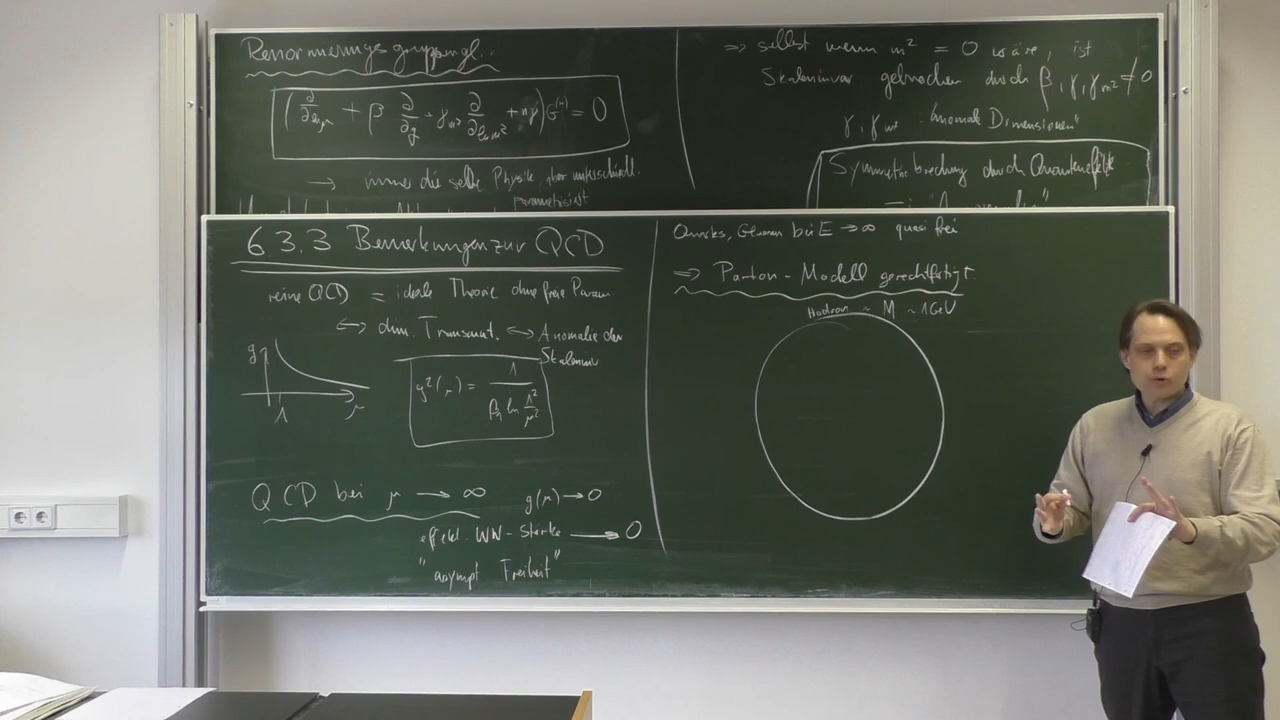 Renormierungsgruppengl.:
(∂/∂ln μ + β ∂/∂g - γ_m² ∂/∂ln m² + nγ) G⁽ⁿ⁾ = 0
→ immer die selbe Physik, aber unterschiedl.
parametrisiert
⇒ selbst wenn m² = 0 wäre, ist
Skaleninvar gebrochen durch β, γ, γ_m² ≠ 0
γ, γ_m² : "Anomale Dimensionen"
Symmetriebrechung durch Quanteneffekte
6.3.3 Bemerkungen zur QCD
reine QCD = ideale Theorie ohne freie Param.
↔ dim. Transmut. ↔ Anomalie der
Skaleninv
g
Λ μ
g²(μ) = 1 / (β₁ ln Λ²/μ²)
QCD bei μ → ∞ g(μ) → 0
effekt. WW-Stärke → 0
"asympt Freiheit"
Quarks, Gluonen bei E → ∞ quasi frei
⇒ Parton-Modell gerechtfertigt
Hadron ~ M ~ 1 GeV